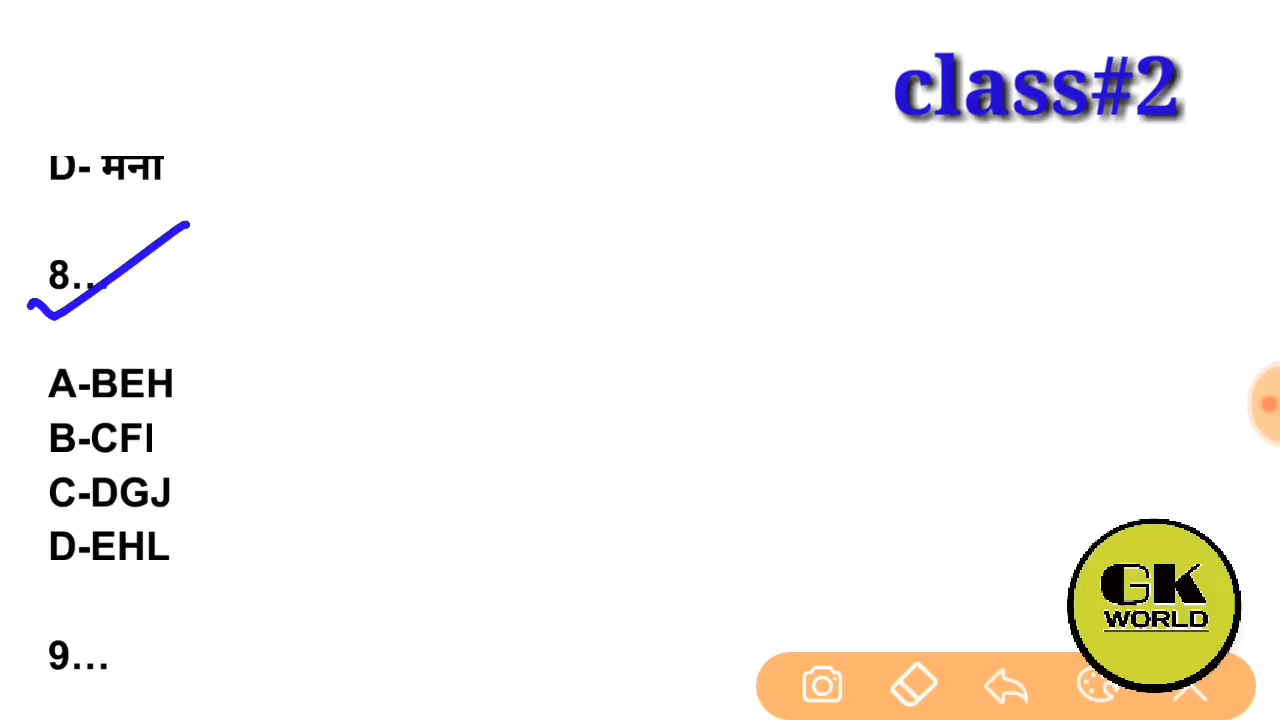 class#2
D- मना
8...
A-BEH
B-CFI
C-DGJ
D-EHL
9...
GK
WORLD